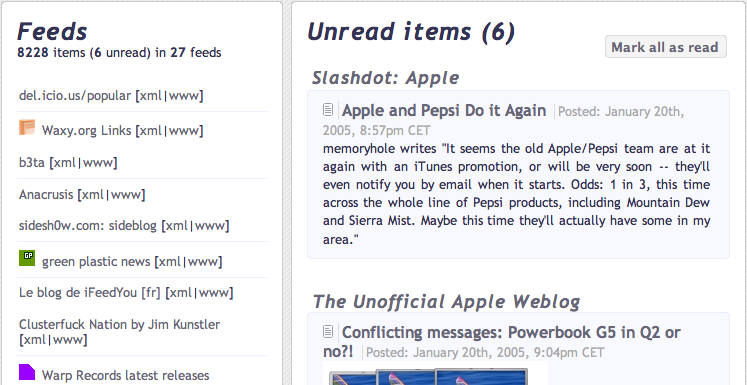 Feeds
8228 items (6 unread) in 27 feeds
del.icio.us/popular [xml|www]
Waxy.org Links [xml|www]
b3ta [xml|www]
Anacrusis [xml|www]
sidesh0w.com: sideblog [xml|www]
GP green plastic news [xml|www]
Le blog de iFeedYou [fr] [xml|www]
Clusterfuck Nation by Jim Kunstler
[xml|www]
Warp Records latest releases
Unread items (6)
Mark all as read
Slashdot: Apple
Apple and Pepsi Do it Again Posted: January 20th,
2005, 8:57pm CET
memoryhole writes "It seems the old Apple/Pepsi team are at it
again with an iTunes promotion, or will be very soon -- they'll
even notify you by email when it starts. Odds: 1 in 3, this time
across the whole line of Pepsi products, including Mountain Dew
and Sierra Mist. Maybe this time they'll actually have some in my
area."
The Unofficial Apple Weblog
Conflicting messages: Powerbook G5 in Q2 or
no?! Posted: January 20th, 2005, 9:04pm CET